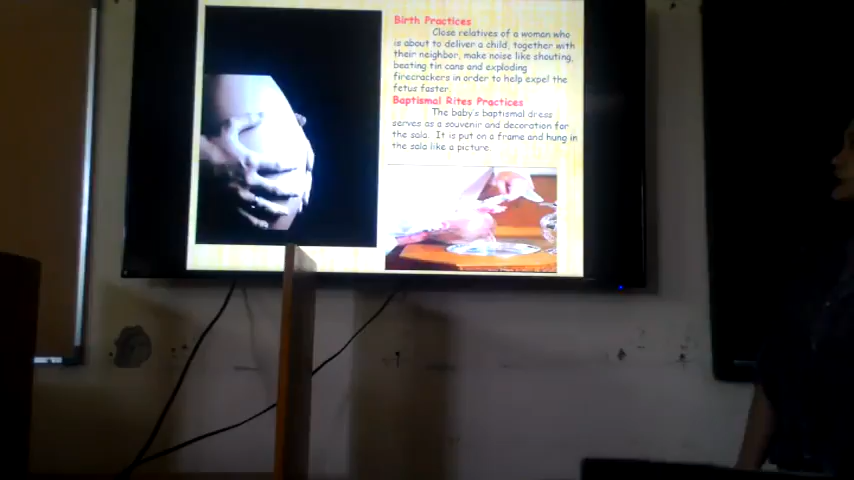 Birth Practices
Close relatives of a woman who
is about to deliver a child, together with
their neighbor, make noise like shouting,
beating tin cans and exploding
firecrackers in order to help expel the
fetus faster.
Baptismal Rites Practices
The baby's baptismal dress
serves as a souvenir and decoration for
the sala. It is put on a frame and hung in
the sala like a picture.